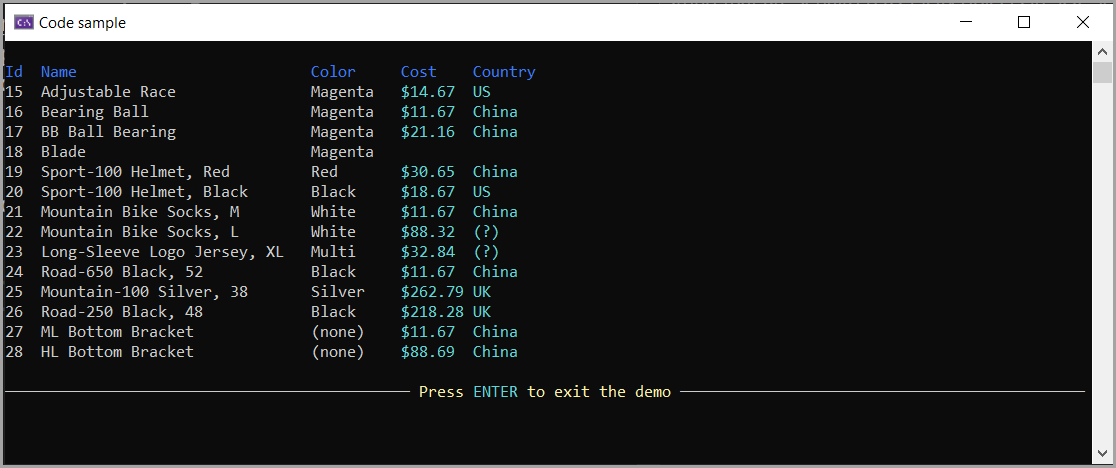 Code sample
Id Name Color Cost Country
15 Adjustable Race Magenta $14.67 US
16 Bearing Ball Magenta $11.67 China
17 BB Ball Bearing Magenta $21.16 China
18 Blade Magenta
19 Sport-100 Helmet, Red Red $30.65 China
20 Sport-100 Helmet, Black Black $18.67 US
21 Mountain Bike Socks, M White $11.67 China
22 Mountain Bike Socks, L White $88.32 (?)
23 Long-Sleeve Logo Jersey, XL Multi $32.84 (?)
24 Road-650 Black, 52 Black $11.67 China
25 Mountain-100 Silver, 38 Silver $262.79 UK
26 Road-250 Black, 48 Black $218.28 UK
27 ML Bottom Bracket (none) $11.67 China
28 HL Bottom Bracket (none) $88.69 China
Press ENTER to exit the demo